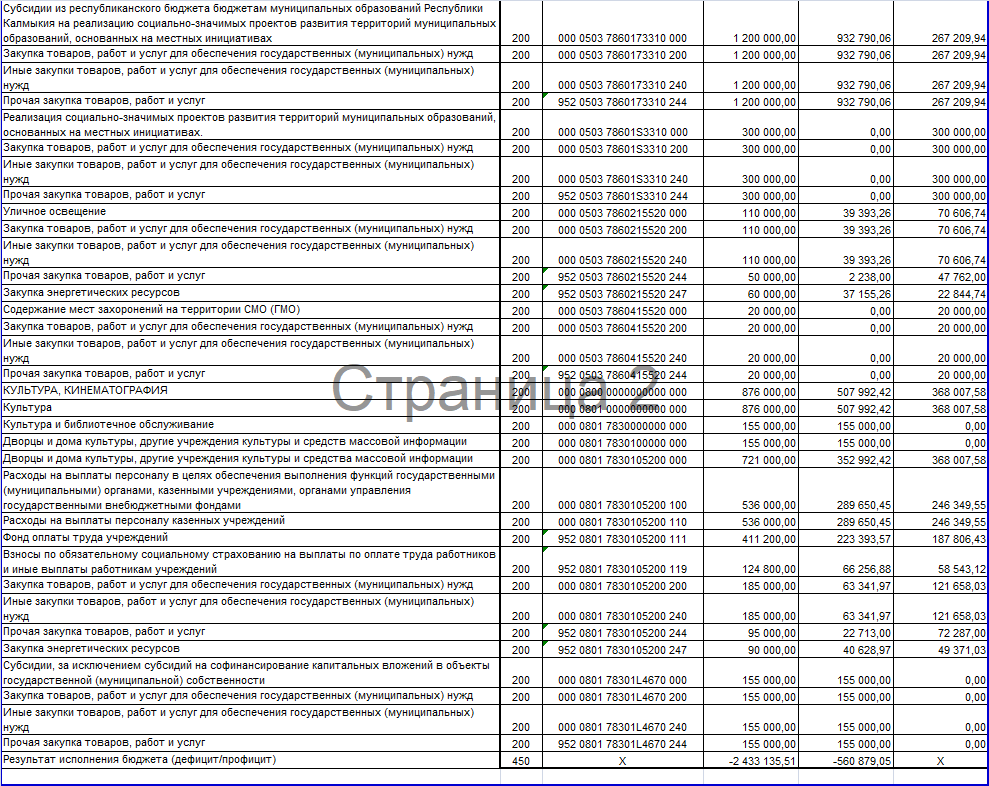 Субсидии из республиканского бюджета бюджетам муниципальных образований Республики
Калмыкия на реализацию социально-значимых проектов развития территорий муниципальных
образований, основанных на местных инициативах 200 000 0503 7860173310 000 1 200 000,00 932 790,06 267 209,94
Закупка товаров, работ и услуг для обеспечения государственных (муниципальных) нужд 200 000 0503 7860173310 200 1 200 000,00 932 790,06 267 209,94
Иные закупки товаров, работ и услуг для обеспечения государственных (муниципальных)
нужд 200 000 0503 7860173310 240 1 200 000,00 932 790,06 267 209,94
Прочая закупка товаров, работ и услуг 200 952 0503 7860173310 244 1 200 000,00 932 790,06 267 209,94
Реализация социально-значимых проектов развития территорий муниципальных образований,
основанных на местных инициативах. 200 000 0503 78601S3310 000 300 000,00 0,00 300 000,00
Закупка товаров, работ и услуг для обеспечения государственных (муниципальных) нужд 200 000 0503 78601S3310 200 300 000,00 0,00 300 000,00
Иные закупки товаров, работ и услуг для обеспечения государственных (муниципальных)
нужд 200 000 0503 78601S3310 240 300 000,00 0,00 300 000,00
Прочая закупка товаров, работ и услуг 200 952 0503 78601S3310 244 300 000,00 0,00 300 000,00
Уличное освещение 200 000 0503 7860215520 000 110 000,00 39 393,26 70 606,74
Закупка товаров, работ и услуг для обеспечения государственных (муниципальных) нужд 200 000 0503 7860215520 200 110 000,00 39 393,26 70 606,74
Иные закупки товаров, работ и услуг для обеспечения государственных (муниципальных)
нужд 200 000 0503 7860215520 240 110 000,00 39 393,26 70 606,74
Прочая закупка товаров, работ и услуг 200 952 0503 7860215520 244 50 000,00 2 238,00 47 762,00
Закупка энергетических ресурсов 200 952 0503 7860215520 247 60 000,00 37 155,26 22 844,74
Содержание мест захоронений на территории СМО (ГМО) 200 000 0503 7860415520 000 20 000,00 0,00 20 000,00
Закупка товаров, работ и услуг для обеспечения государственных (муниципальных) нужд 200 000 0503 7860415520 200 20 000,00 0,00 20 000,00
Иные закупки товаров, работ и услуг для обеспечения государственных (муниципальных)
нужд 200 000 0503 7860415520 240 20 000,00 0,00 20 000,00
Прочая закупка товаров, работ и услуг 200 952 0503 7860415520 244 20 000,00 0,00 20 000,00
Страница 2
КУЛЬТУРА, КИНЕМАТОГРАФИЯ 200 000 0800 0000000000 000 876 000,00 507 992,42 368 007,58
Культура 200 000 0801 0000000000 000 876 000,00 507 992,42 368 007,58
Культура и библиотечное обслуживание 200 000 0801 7830000000 000 155 000,00 155 000,00 0,00
Дворцы и дома культуры, другие учреждения культуры и средств массовой информации 200 000 0801 7830100000 000 155 000,00 155 000,00 0,00
Дворцы и дома культуры, другие учреждения культуры и средства массовой информации 200 000 0801 7830105200 000 721 000,00 352 992,42 368 007,58
Расходы на выплаты персоналу в целях обеспечения выполнения функций государственными
(муниципальными) органами, казенными учреждениями, органами управления
государственными внебюджетными фондами 200 000 0801 7830105200 100 536 000,00 289 650,45 246 349,55
Расходы на выплаты персоналу казенных учреждений 200 000 0801 7830105200 110 536 000,00 289 650,45 246 349,55
Фонд оплаты труда учреждений 200 952 0801 7830105200 111 411 200,00 223 393,57 187 806,43
Взносы по обязательному социальному страхованию на выплаты по оплате труда работников
и иные выплаты работникам учреждений 200 952 0801 7830105200 119 124 800,00 66 256,88 58 543,12
Закупка товаров, работ и услуг для обеспечения государственных (муниципальных) нужд 200 000 0801 7830105200 200 185 000,00 63 341,97 121 658,03
Иные закупки товаров, работ и услуг для обеспечения государственных (муниципальных)
нужд 200 000 0801 7830105200 240 185 000,00 63 341,97 121 658,03
Прочая закупка товаров, работ и услуг 200 952 0801 7830105200 244 95 000,00 22 713,00 72 287,00
Закупка энергетических ресурсов 200 952 0801 7830105200 247 90 000,00 40 628,97 49 371,03
Субсидии, за исключением субсидий на софинансирование капитальных вложений в объекты
государственной (муниципальной) собственности 200 000 0801 78301L4670 000 155 000,00 155 000,00 0,00
Закупка товаров, работ и услуг для обеспечения государственных (муниципальных) нужд 200 000 0801 78301L4670 200 155 000,00 155 000,00 0,00
Иные закупки товаров, работ и услуг для обеспечения государственных (муниципальных)
нужд 200 000 0801 78301L4670 240 155 000,00 155 000,00 0,00
Прочая закупка товаров, работ и услуг 200 952 0801 78301L4670 244 155 000,00 155 000,00 0,00
Результат исполнения бюджета (дефицит/профицит) 450 X -2 433 135,51 -560 879,05 X